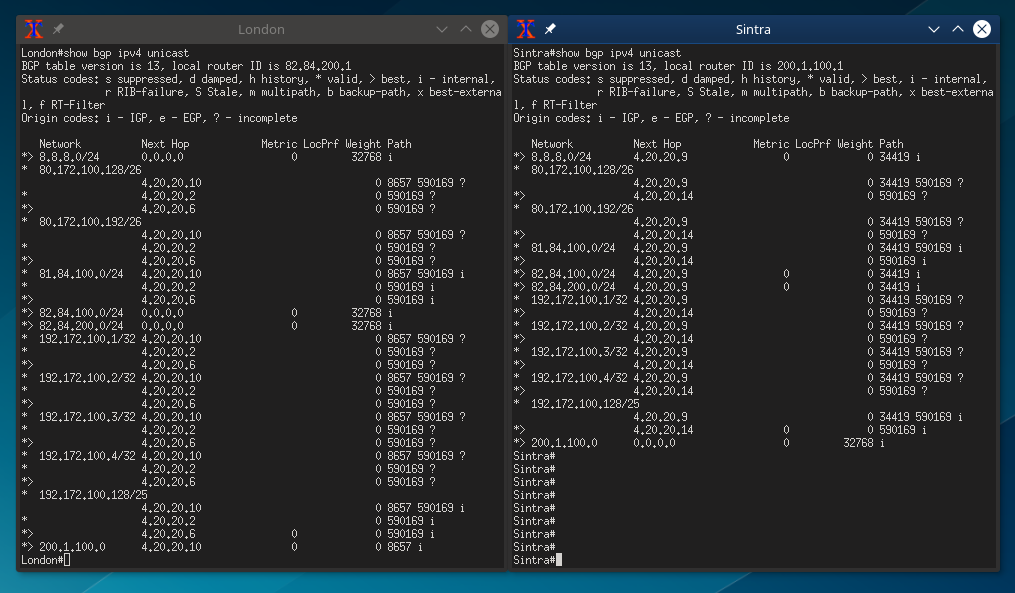 London
London#show bgp ipv4 unicast
BGP table version is 13, local router ID is 82.84.200.1
Status codes: s suppressed, d damped, h history, * valid, > best, i - internal,
r RIB-failure, S Stale, m multipath, b backup-path, x best-externa
l, f RT-Filter
Origin codes: i - IGP, e - EGP, ? - incomplete
Network Next Hop Metric LocPrf Weight Path
*> 8.8.8.0/24 0.0.0.0 0 32768 i
* 80.172.100.128/26
4.20.20.10 0 8657 590169 ?
* 4.20.20.2 0 590169 ?
*> 4.20.20.6 0 590169 ?
* 80.172.100.192/26
4.20.20.10 0 8657 590169 ?
* 4.20.20.2 0 590169 ?
*> 4.20.20.6 0 590169 ?
* 81.84.100.0/24 4.20.20.10 0 8657 590169 i
* 4.20.20.2 0 590169 i
*> 4.20.20.6 0 590169 i
*> 82.84.100.0/24 0.0.0.0 0 32768 i
*> 82.84.200.0/24 0.0.0.0 0 32768 i
* 192.172.100.1/32 4.20.20.10 0 8657 590169 ?
* 4.20.20.2 0 590169 ?
*> 4.20.20.6 0 590169 ?
* 192.172.100.2/32 4.20.20.10 0 8657 590169 ?
* 4.20.20.2 0 590169 ?
*> 4.20.20.6 0 590169 ?
* 192.172.100.3/32 4.20.20.10 0 8657 590169 ?
* 4.20.20.2 0 590169 ?
*> 4.20.20.6 0 590169 ?
* 192.172.100.4/32 4.20.20.10 0 8657 590169 ?
* 4.20.20.2 0 590169 ?
*> 4.20.20.6 0 590169 ?
* 192.172.100.128/25
4.20.20.10 0 8657 590169 i
* 4.20.20.2 0 590169 i
*> 4.20.20.6 0 0 590169 i
*> 200.1.100.0 4.20.20.10 0 0 8657 i
London#
Sintra
Sintra#show bgp ipv4 unicast
BGP table version is 13, local router ID is 200.1.100.1
Status codes: s suppressed, d damped, h history, * valid, > best, i - internal,
r RIB-failure, S Stale, m multipath, b backup-path, x best-externa
l, f RT-Filter
Origin codes: i - IGP, e - EGP, ? - incomplete
Network Next Hop Metric LocPrf Weight Path
*> 8.8.8.0/24 4.20.20.9 0 0 34419 i
* 80.172.100.128/26
4.20.20.9 0 34419 590169 ?
*> 4.20.20.14 0 590169 ?
* 80.172.100.192/26
4.20.20.9 0 34419 590169 ?
*> 4.20.20.14 0 590169 ?
* 81.84.100.0/24 4.20.20.9 0 34419 590169 i
*> 4.20.20.14 0 590169 i
*> 82.84.100.0/24 4.20.20.9 0 0 34419 i
*> 82.84.200.0/24 4.20.20.9 0 0 34419 i
* 192.172.100.1/32 4.20.20.9 0 34419 590169 ?
*> 4.20.20.14 0 590169 ?
* 192.172.100.2/32 4.20.20.9 0 34419 590169 ?
*> 4.20.20.14 0 590169 ?
* 192.172.100.3/32 4.20.20.9 0 34419 590169 ?
*> 4.20.20.14 0 590169 ?
* 192.172.100.4/32 4.20.20.9 0 34419 590169 ?
*> 4.20.20.14 0 590169 ?
* 192.172.100.128/25
4.20.20.9 0 34419 590169 i
*> 4.20.20.14 0 0 590169 i
*> 200.1.100.0 0.0.0.0 0 32768 i
Sintra#
Sintra#
Sintra#
Sintra#
Sintra#
Sintra#
Sintra#
Sintra#
Sintra#